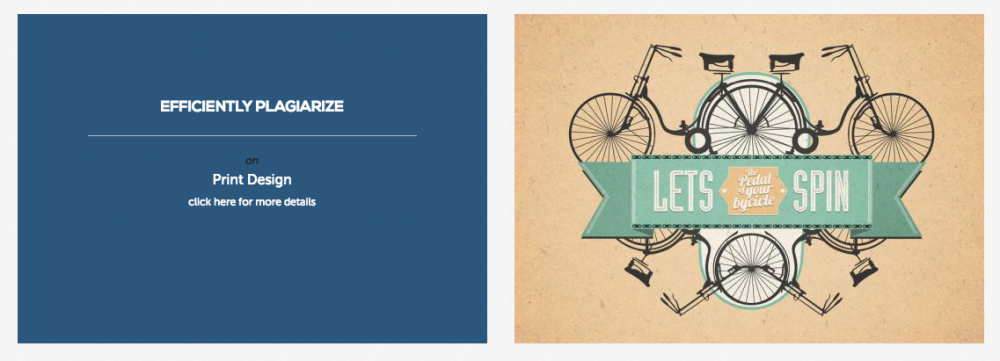 EFFICIENTLY PLAGIARIZE
on
Print Design
click here for more details
LETS
The
Pedal
of your
bycicle
SPIN